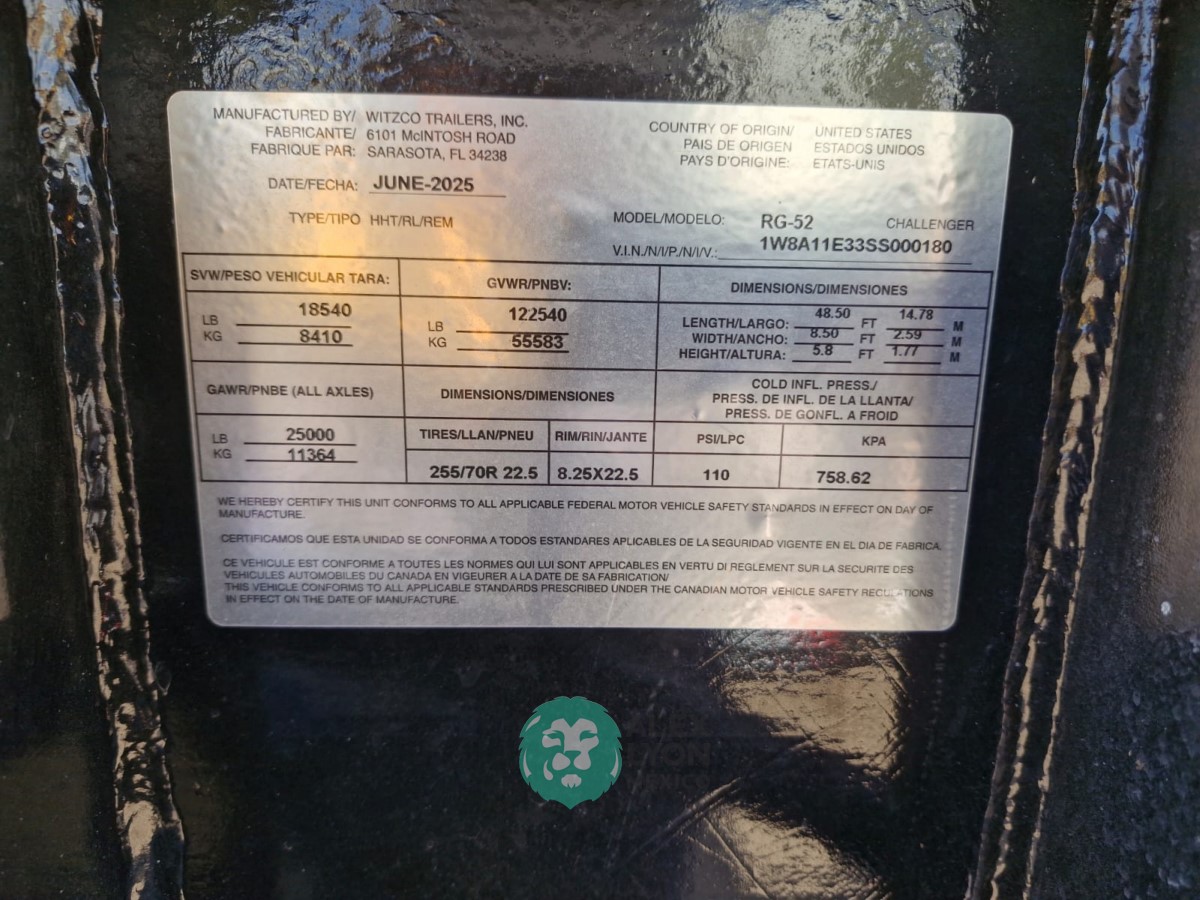 MANUFACTURED BY/ WITZCO TRAILERS, INC.
FABRICANTE/ 6101 McINTOSH ROAD
FABRIQUE PAR: SARASOTA, FL 34238
COUNTRY OF ORIGIN/ UNITED STATES
PAIS DE ORIGEN ESTADOS UNIDOS
PAYS D'ORIGINE: ETATS-UNIS
DATE/FECHA: JUNE-2025
TYPE/TIPO HHT/RL/REM
MODEL/MODELO: RG-52 CHALLENGER
V.I.N./N/I/P./N/I/V.: 1W8A11E33SS000180
SVW/PESO VEHICULAR TARA:
LB 18540
KG 8410
GVWR/PNBV:
LB 122540
KG 55583
DIMENSIONS/DIMENSIONES
LENGTH/LARGO: 48.50 FT 14.78 M
WIDTH/ANCHO: 8.50 FT 2.59 M
HEIGHT/ALTURA: 5.8 FT 1.77 M
GAWR/PNBE (ALL AXLES)
LB 25000
KG 11364
DIMENSIONS/DIMENSIONES
TIRES/LLAN/PNEU RIM/RIN/JANTE
255/70R 22.5 8.25X22.5
COLD INFL. PRESS./
PRESS. DE INFL. DE LA LLANTA/
PRESS. DE GONFL. A FROID
PSI/LPC KPA
110 758.62
WE HEREBY CERTIFY THIS UNIT CONFORMS TO ALL APPLICABLE FEDERAL MOTOR VEHICLE SAFETY STANDARDS IN EFFECT ON DAY OF
MANUFACTURE.
CERTIFICAMOS QUE ESTA UNIDAD SE CONFORMA A TODOS ESTANDARES APLICABLES DE LA SEGURIDAD VIGENTE EN EL DIA DE FABRICA.
CE VEHICULE EST CONFORME A TOUTES LES NORMES QUI LUI SONT APPLICABLES EN VERTU DI REGLEMENT SUR LA SECURITE DES
VEHICULES AUTOMOBILES DU CANADA EN VIGEURER A LA DATE DE SA FABRICATION/
THIS VEHICLE CONFORMS TO ALL APPLICABLE STANDARDS PRESCRIBED UNDER THE CANADIAN MOTOR VEHICLE SAFETY REGULATIONS
IN EFFECT ON THE DATE OF MANUFACTURE.